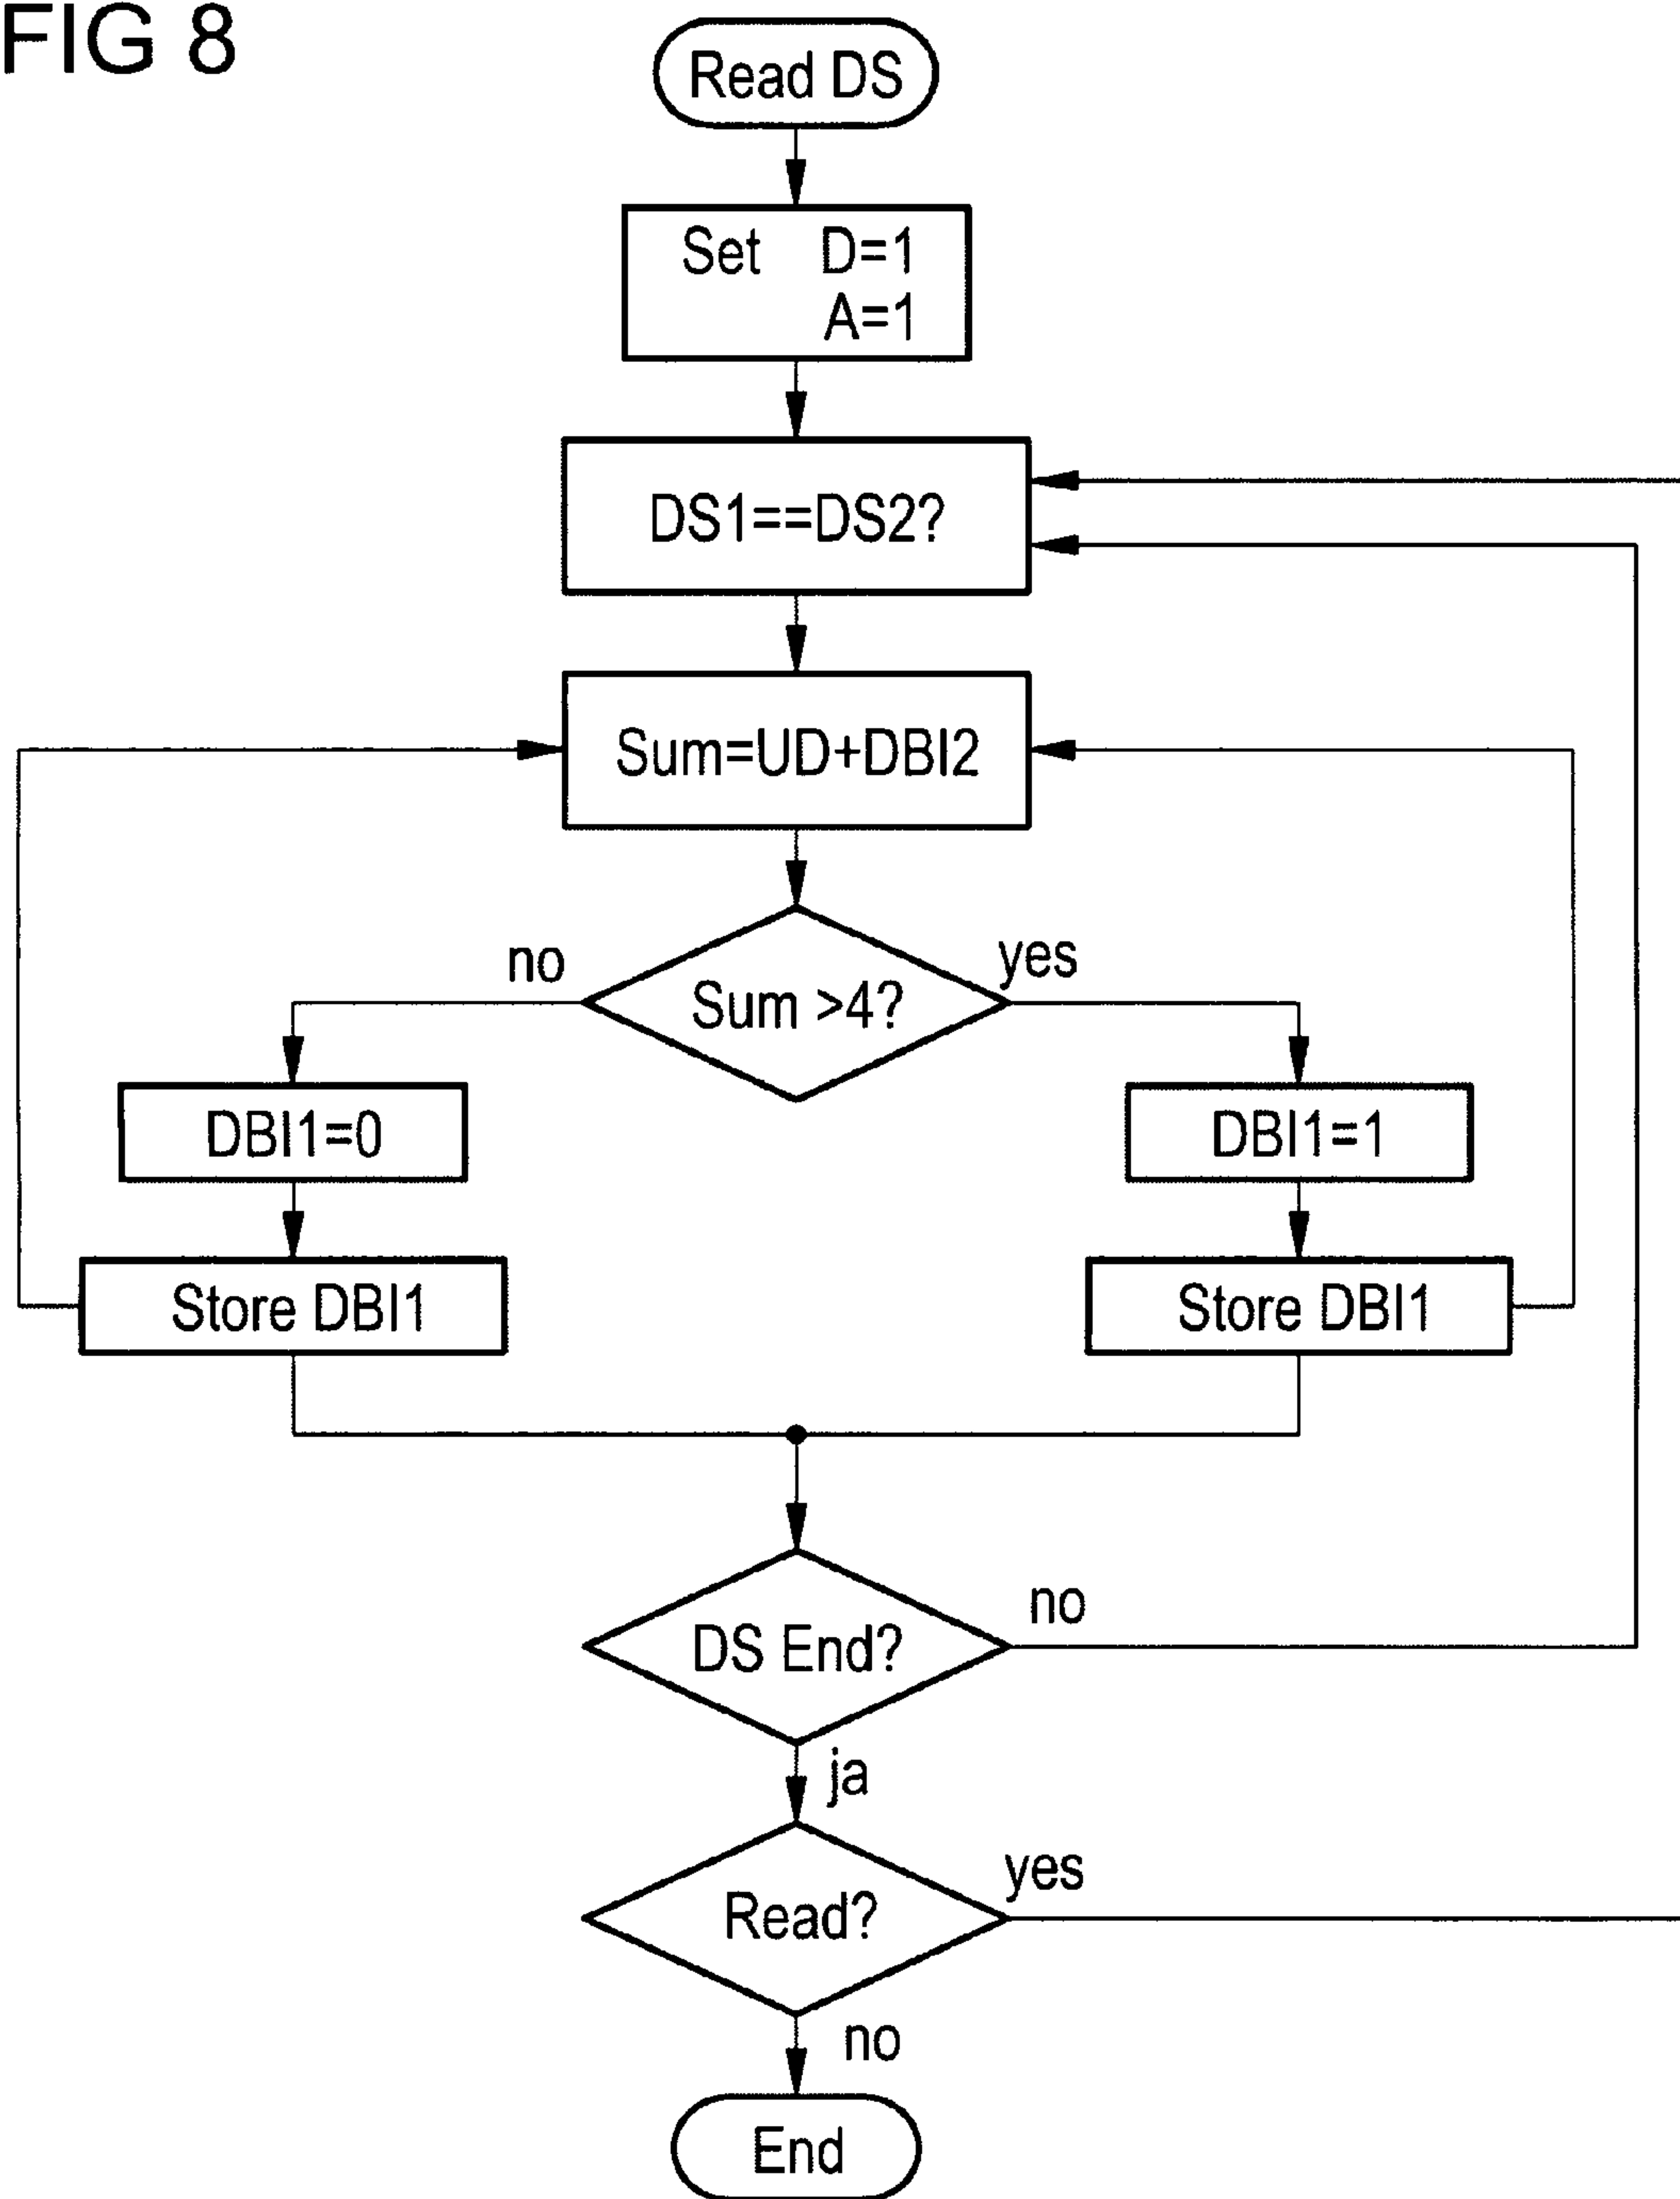 FIG 8
Read DS
Set D=1
A=1
DS1==DS2?
Sum=UD+DBI2
no
yes
Sum >4?
DBI1=0
DBI1=1
Store DBI1
Store DBI1
no
DS End?
ja
yes
Read?
no
End